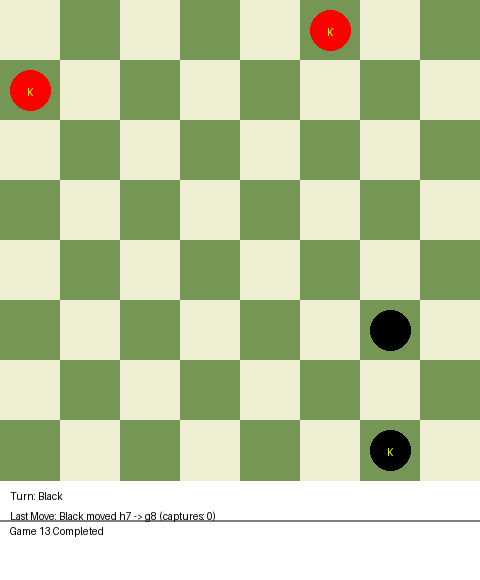 K
K
K
Turn: Black
Last Move: Black moved h7 -> g8 (captures: 0)
Game 13 Completed